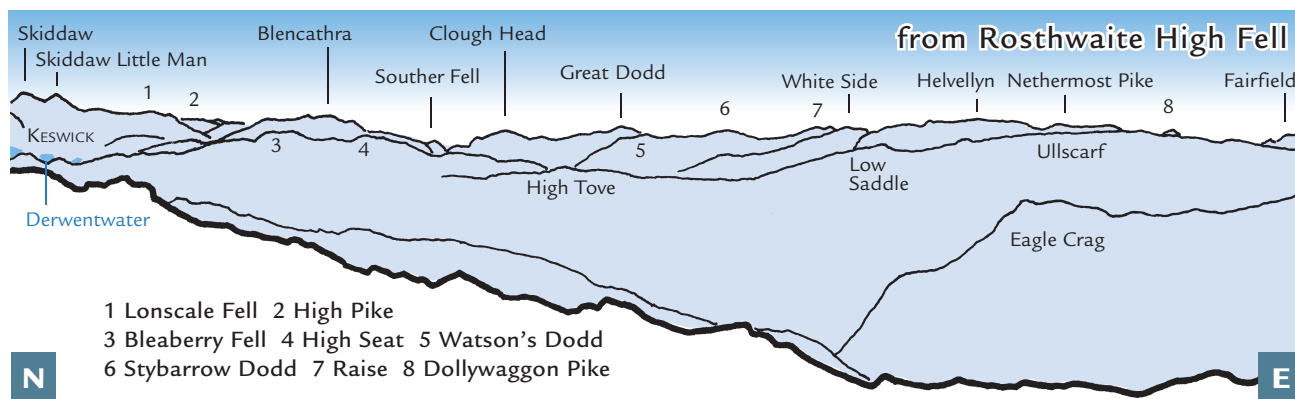 from Rosthwaite High Fell
Skiddaw
Skiddaw Little Man
Blencathra
Clough Head
Souther Fell
Great Dodd
White Side
Helvellyn
Nethermost Pike
Fairfield
1
2
6
7
8
KESWICK
3
4
5
High Tove
Low
Saddle
Ullscarf
Derwentwater
Eagle Crag
1 Lonscale Fell 2 High Pike
3 Bleaberry Fell 4 High Seat 5 Watson's Dodd
6 Stybarrow Dodd 7 Raise 8 Dollywaggon Pike
N
E